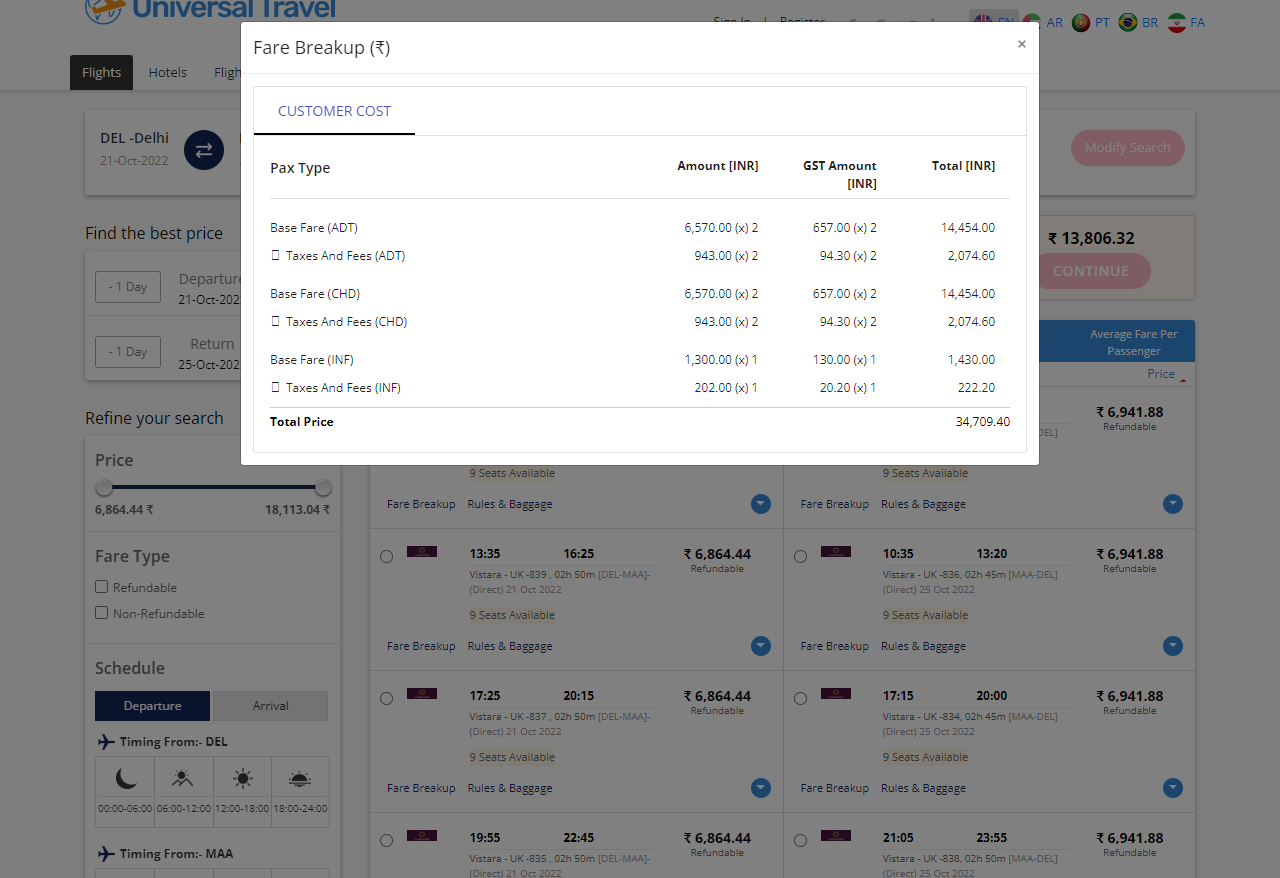 Universal Travel
Sign In | Register
EN AR PT BR FA
Fare Breakup (₹) ×
Flights Hotels Fligh
CUSTOMER COST
DEL -Delhi
21-Oct-2022
Modify Search
Pax Type Amount [INR] GST Amount [INR] Total [INR]
Base Fare (ADT) 6,570.00 (x) 2 657.00 (x) 2 14,454.00
Taxes And Fees (ADT) 943.00 (x) 2 94.30 (x) 2 2,074.60
Base Fare (CHD) 6,570.00 (x) 2 657.00 (x) 2 14,454.00
Taxes And Fees (CHD) 943.00 (x) 2 94.30 (x) 2 2,074.60
Base Fare (INF) 1,300.00 (x) 1 130.00 (x) 1 1,430.00
Taxes And Fees (INF) 202.00 (x) 1 20.20 (x) 1 222.20
Total Price 34,709.40
Find the best price
- 1 Day Departure
21-Oct-202
- 1 Day Return
25-Oct-202
₹ 13,806.32
CONTINUE
Average Fare Per
Passenger
Price
₹ 6,941.88
Refundable
DEL]
Refine your search
Price
6,864.44 ₹ 18,113.04 ₹
Fare Type
Refundable
Non-Refundable
Schedule
Departure Arrival
Timing From:- DEL
00:00-06:00 06:00-12:00 12:00-18:00 18:00-24:00
Timing From:- MAA
9 Seats Available 9 Seats Available
Fare Breakup Rules & Baggage Fare Breakup Rules & Baggage
13:35 16:25 ₹ 6,864.44
Refundable
Vistara - UK -839 , 02h 50m [DEL-MAA]-
(Direct) 21 Oct 2022
9 Seats Available
Fare Breakup Rules & Baggage
10:35 13:20 ₹ 6,941.88
Refundable
Vistara - UK -836, 02h 45m [MAA-DEL]
(Direct) 25 Oct 2022
9 Seats Available
Fare Breakup Rules & Baggage
17:25 20:15 ₹ 6,864.44
Refundable
Vistara - UK -837 , 02h 50m [DEL-MAA]-
(Direct) 21 Oct 2022
9 Seats Available
Fare Breakup Rules & Baggage
17:15 20:00 ₹ 6,941.88
Refundable
Vistara - UK -834, 02h 45m [MAA-DEL]
(Direct) 25 Oct 2022
9 Seats Available
Fare Breakup Rules & Baggage
19:55 22:45 ₹ 6,864.44
Refundable
Vistara - UK -835 , 02h 50m [DEL-MAA]-
(Direct) 21 Oct 2022
21:05 23:55 ₹ 6,941.88
Refundable
Vistara - UK -838, 02h 50m [MAA-DEL]
(Direct) 25 Oct 2022